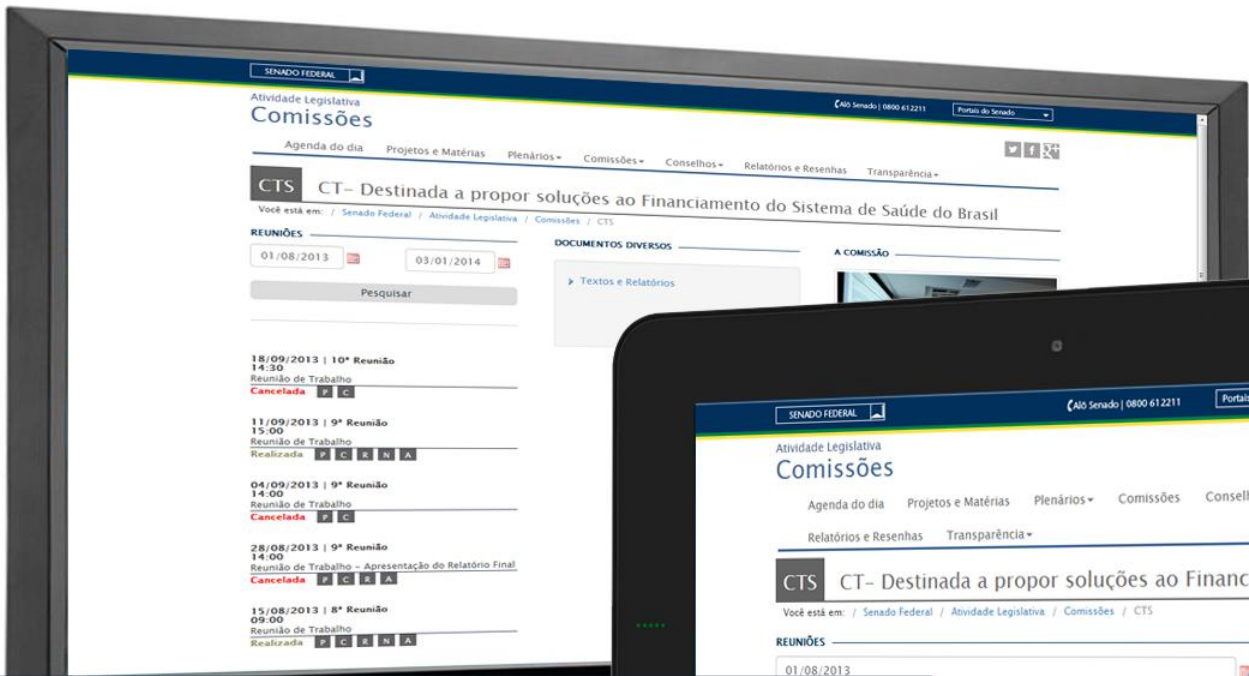 SENADO FEDERAL
Alô Senado | 0800 612211
Portais do Senado
Atividade Legislativa
Comissões
Agenda do dia Projetos e Matérias Plenários Comissões Conselhos Relatórios e Resenhas Transparência
CTS CT- Destinada a propor soluções ao Financiamento do Sistema de Saúde do Brasil
Você está em: / Senado Federal / Atividade Legislativa / Comissões / CTS
REUNIÕES
01/08/2013 03/01/2014
Pesquisar
DOCUMENTOS DIVERSOS
Textos e Relatórios
A COMISSÃO
18/09/2013 | 10ª Reunião
14:30
Reunião de Trabalho
Cancelada P C
11/09/2013 | 9ª Reunião
15:00
Reunião de Trabalho
Realizada P C R N A
04/09/2013 | 9ª Reunião
14:00
Reunião de Trabalho
Cancelada P C
28/08/2013 | 9ª Reunião
14:00
Reunião de Trabalho - Apresentação do Relatório Final
Cancelada P C R A
15/08/2013 | 8ª Reunião
09:00
Reunião de Trabalho
Realizada P C R N A
SENADO FEDERAL
Alô Senado | 0800 612211
Portais
Atividade Legislativa
Comissões
Agenda do dia Projetos e Matérias Plenários Comissões Consell
Relatórios e Resenhas Transparência
CTS CT- Destinada a propor soluções ao Financ
Você está em: / Senado Federal / Atividade Legislativa / Comissões / CTS
REUNIÕES
01/08/2013